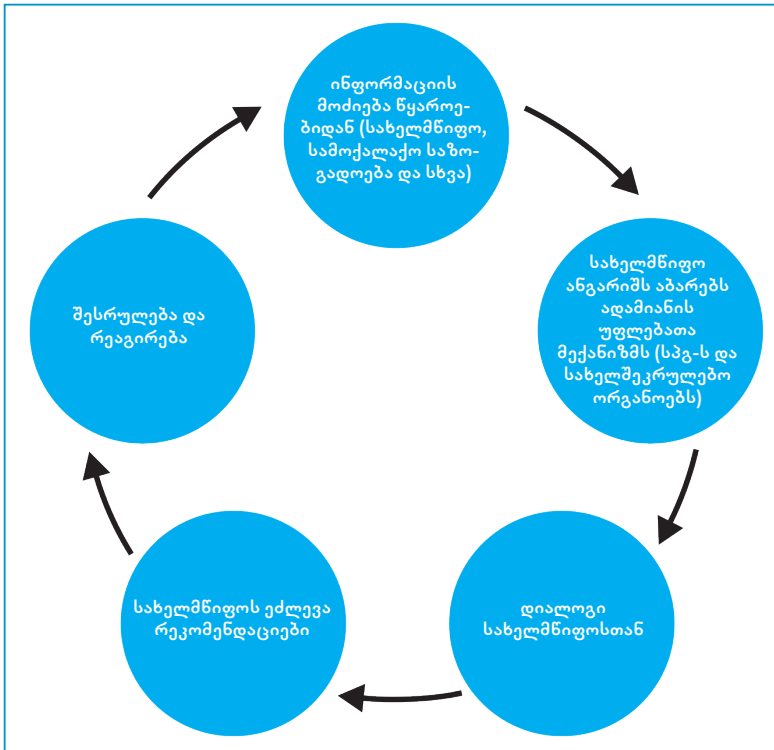 ინფორმაციის
მოძიება წყაროე-
ბიდან (სახელმწიფო,
სამოქალაქო საზო-
გადოება და სხვა)
სახელმწიფო
ანგარიშს აბარებს
ადამიანის
უფლებათა
მექანიზმს (სპგ-ს და
სახელშეკრულებო
ორგანოებს)
დიალოგი
სახელმწიფოსთან
სახელმწიფოს ეძლევა
რეკომენდაციები
შესრულება და
რეაგირება